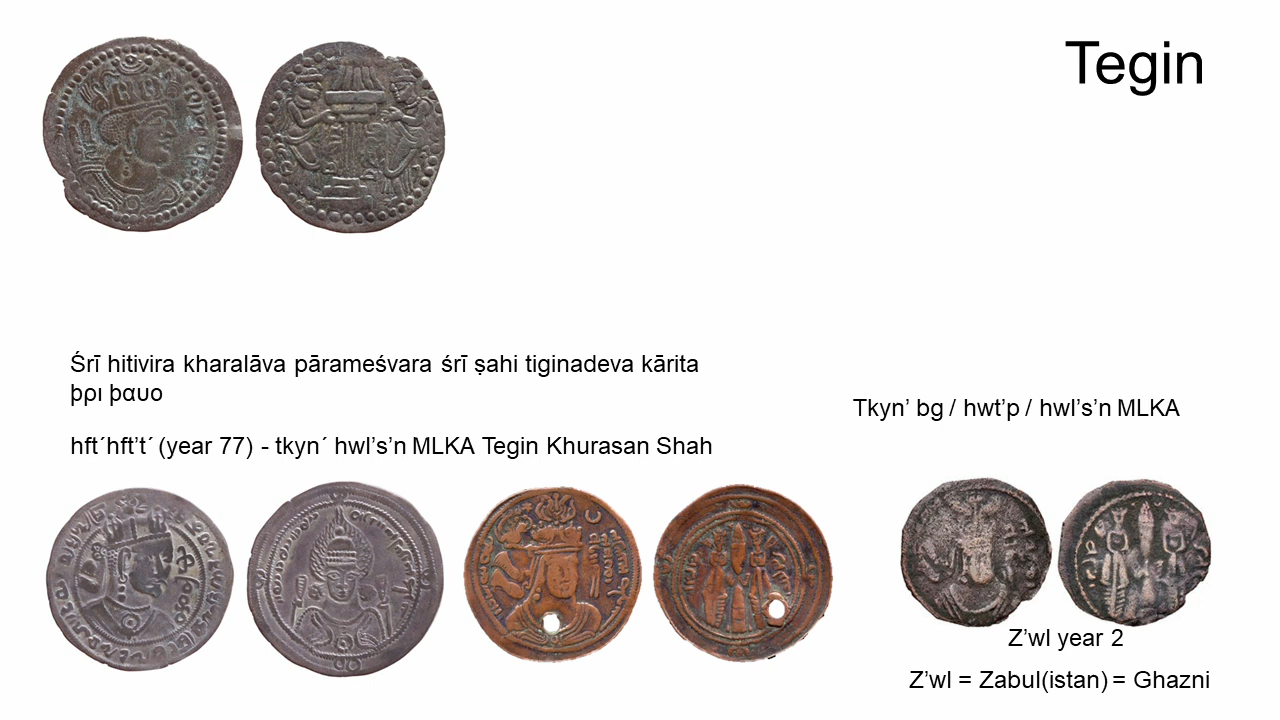 Tegin
Śrī hitivira kharalāva pārameśvara śrī ṣahi tiginadeva kārita
þρι þαυο
hft´hft’t´ (year 77) - tkyn´ hwl’s’n MLKA Tegin Khurasan Shah
Tkyn’ bg / hwt’p / hwl’s’n MLKA
Z’wl year 2
Z’wl = Zabul(istan) = Ghazni